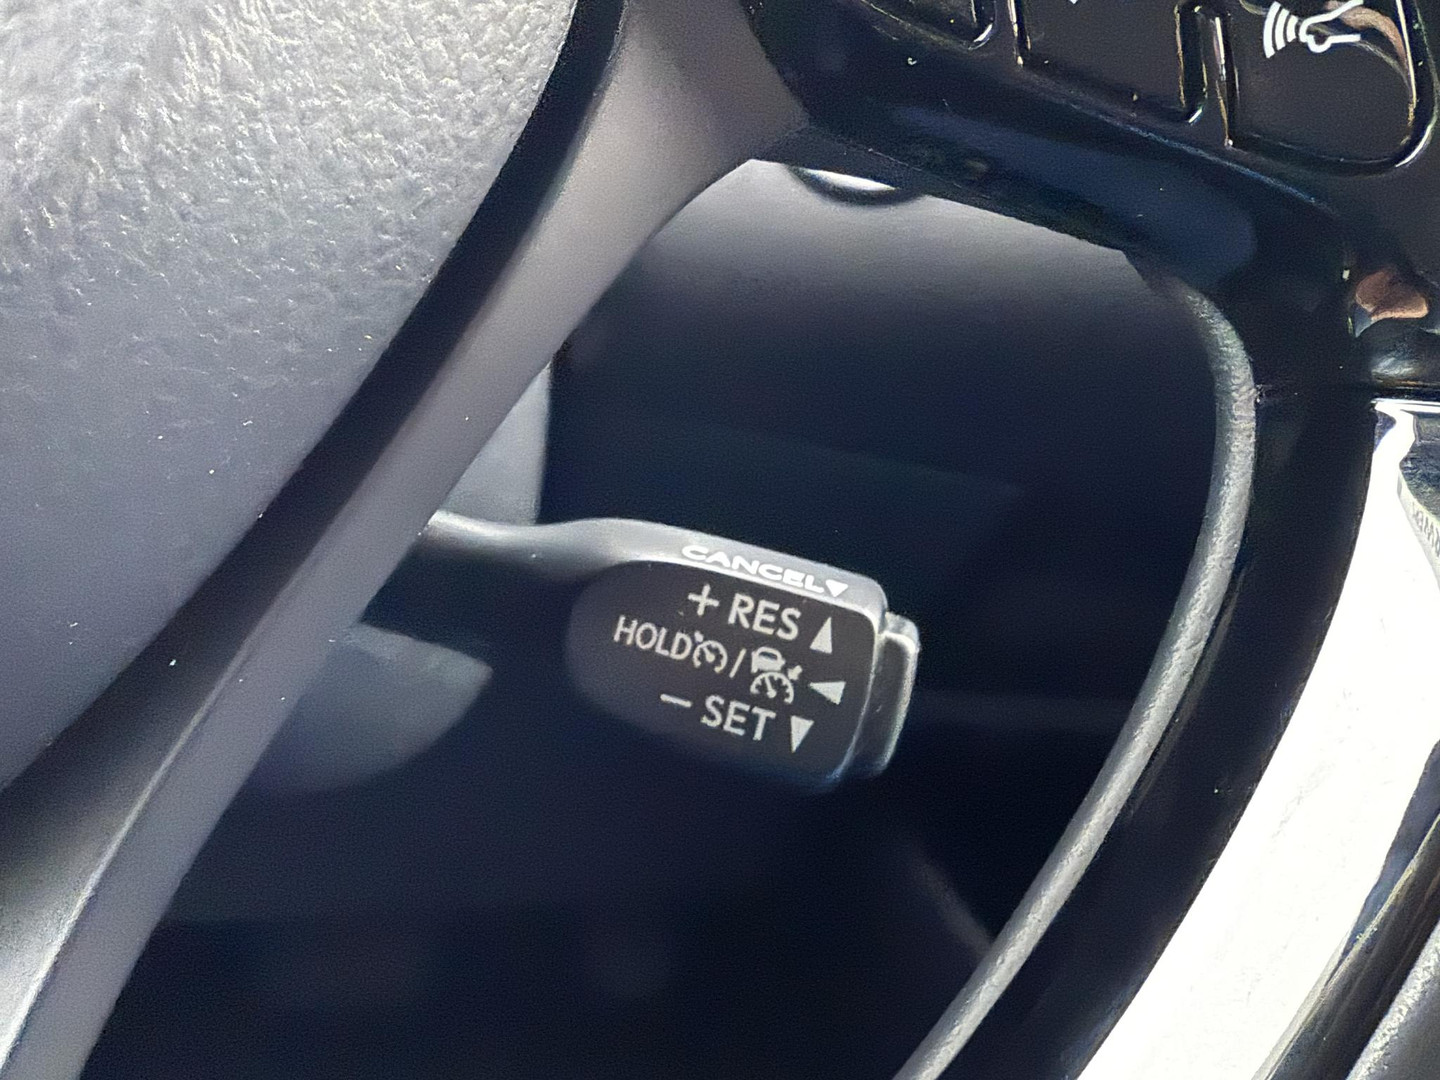 CANCEL▼
+ RES ▲
HOLD / ◄
− SET ▼